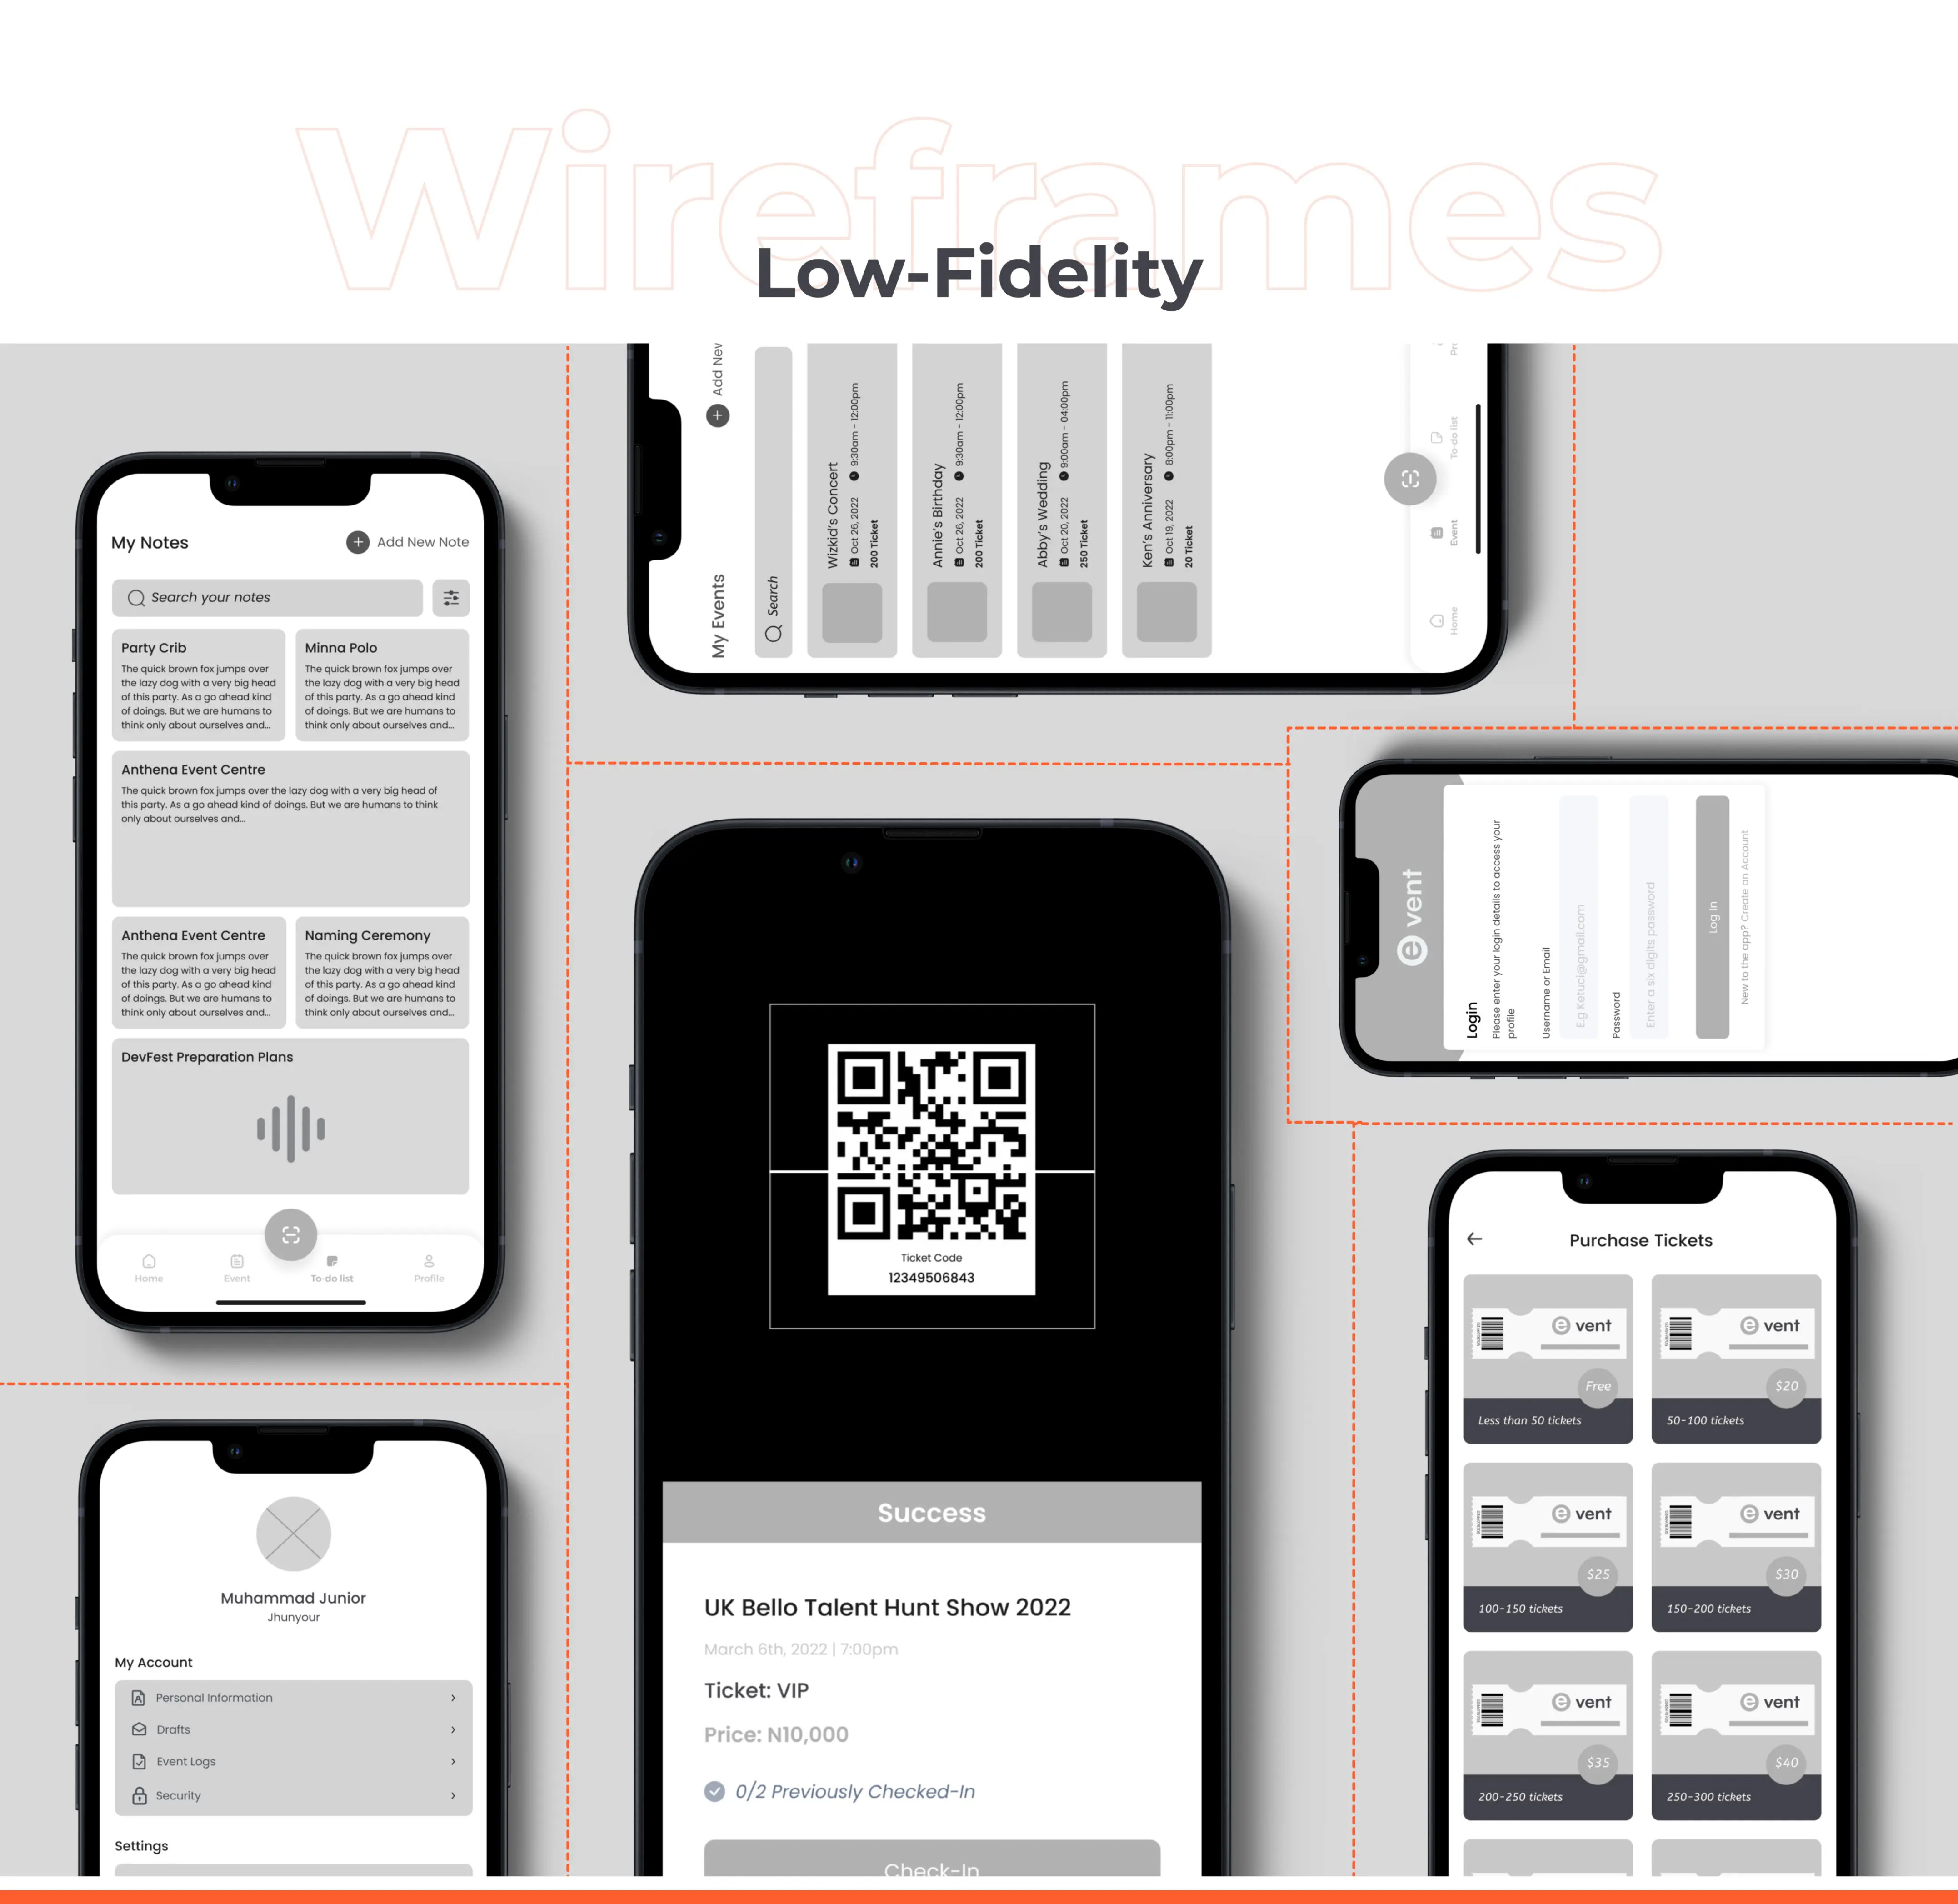 Wireframes
Low-Fidelity
My Notes
Add New Note
Search your notes
Party Crib
The quick brown fox jumps over
the lazy dog with a very big head
of this party. As a go ahead kind
of doings. But we are humans to
think only about ourselves and...
Minna Polo
The quick brown fox jumps over
the lazy dog with a very big head
of this party. As a go ahead kind
of doings. But we are humans to
think only about ourselves and...
Anthena Event Centre
The quick brown fox jumps over the lazy dog with a very big head of
this party. As a go ahead kind of doings. But we are humans to think
only about ourselves and...
Anthena Event Centre
The quick brown fox jumps over
the lazy dog with a very big head
of this party. As a go ahead kind
of doings. But we are humans to
think only about ourselves and...
Naming Ceremony
The quick brown fox jumps over
the lazy dog with a very big head
of this party. As a go ahead kind
of doings. But we are humans to
think only about ourselves and...
DevFest Preparation Plans
Home
Event
To-do list
Profile
My Events
Add New
Search
Wizkid's Concert
Oct 26, 2022 9:30am - 12:00pm
200 Ticket
Annie's Birthday
Oct 26, 2022 9:30am - 12:00pm
200 Ticket
Abby's Wedding
Oct 20, 2022 9:00am - 04:00pm
250 Ticket
Ken's Anniversary
Oct 19, 2022 8:00pm - 11:00pm
20 Ticket
Home
Event
To-do list
Pr
event
Login
Please enter your login details to access your
profile
Username or Email
E.g Ketuci@gmail.com
Password
Enter a six digits password
Log In
New to the app? Create an Account
Ticket Code
12349506843
Success
UK Bello Talent Hunt Show 2022
March 6th, 2022 | 7:00pm
Ticket: VIP
Price: N10,000
0/2 Previously Checked-In
Check-In
Muhammad Junior
Jhunyour
My Account
Personal Information
Drafts
Event Logs
Security
Settings
Purchase Tickets
event
Free
Less than 50 tickets
event
$20
50-100 tickets
event
$25
100-150 tickets
event
$30
150-200 tickets
event
$35
200-250 tickets
event
$40
250-300 tickets